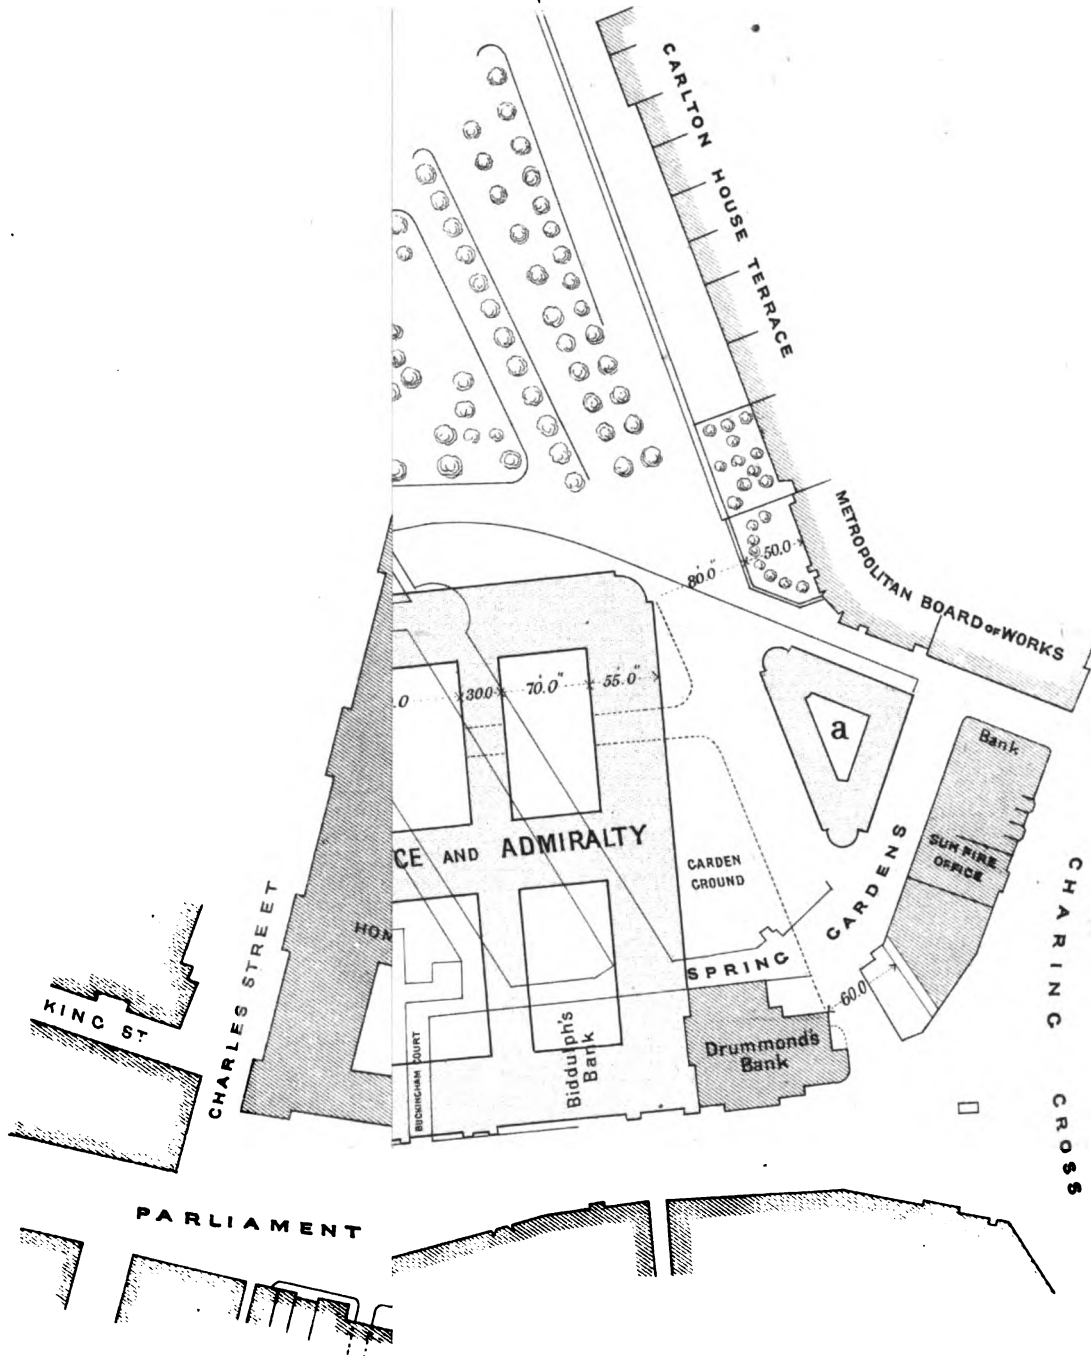 CARLTON HOUSE TERRACE
METROPOLITAN BOARD OF WORKS
50.0
80.0"
.0
30.0
70.0"
55.0"
a
Bank
SUN FIRE
OFFICE
CE AND ADMIRALTY
GARDEN
GROUND
SPRING GARDENS
CHARING CROSS
60.0
HOM
CHARLES STREET
KING ST
BUCKINGHAM COURT
Biddulph's
Bank
Drummond's
Bank
PARLIAMENT